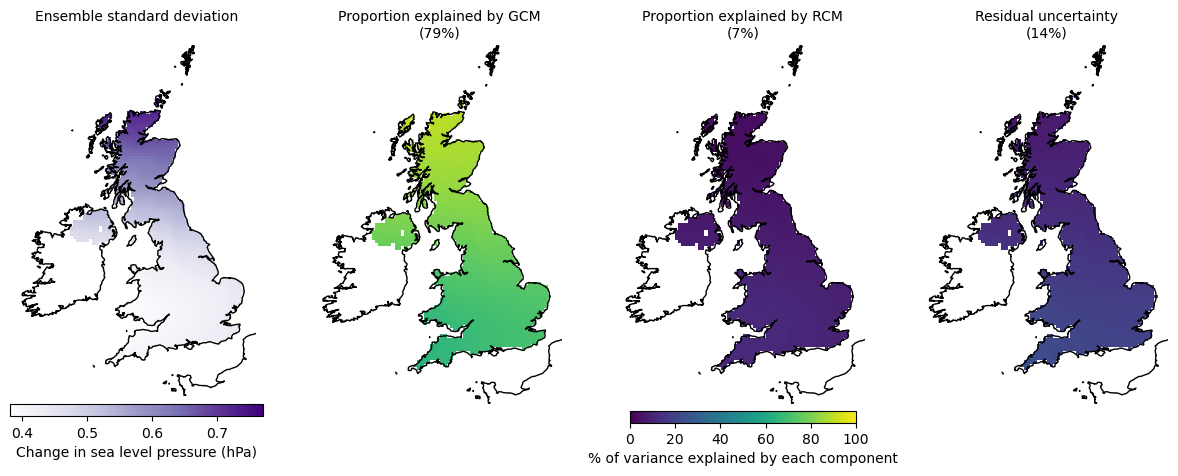 Ensemble standard deviation
Proportion explained by GCM
(79%)
Proportion explained by RCM
(7%)
Residual uncertainty
(14%)
0.4 0.5 0.6 0.7
Change in sea level pressure (hPa)
0 20 40 60 80 100
% of variance explained by each component